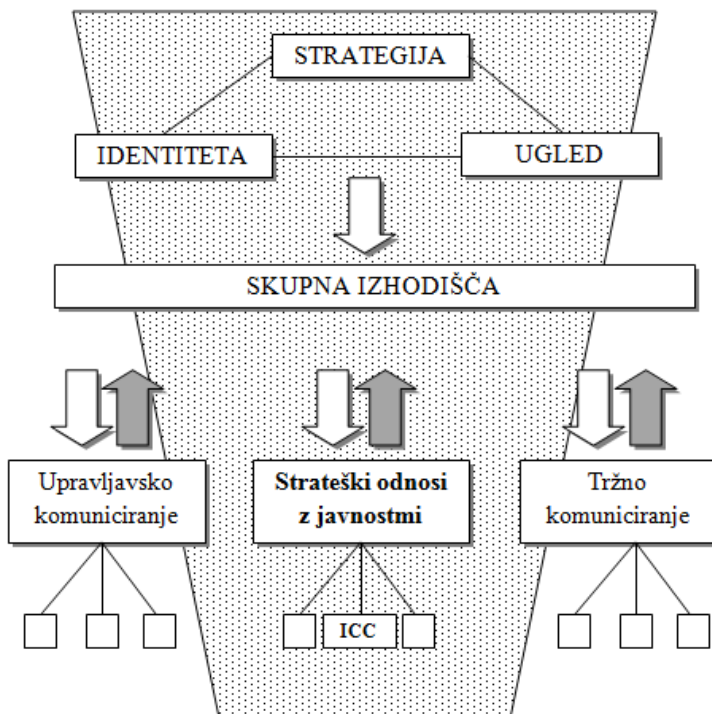 STRATEGIJA
IDENTITETA
UGLED
SKUPNA IZHODIŠČA
Upravljavsko
komuniciranje
Strateški odnosi
z javnostmi
Tržno
komuniciranje
ICC